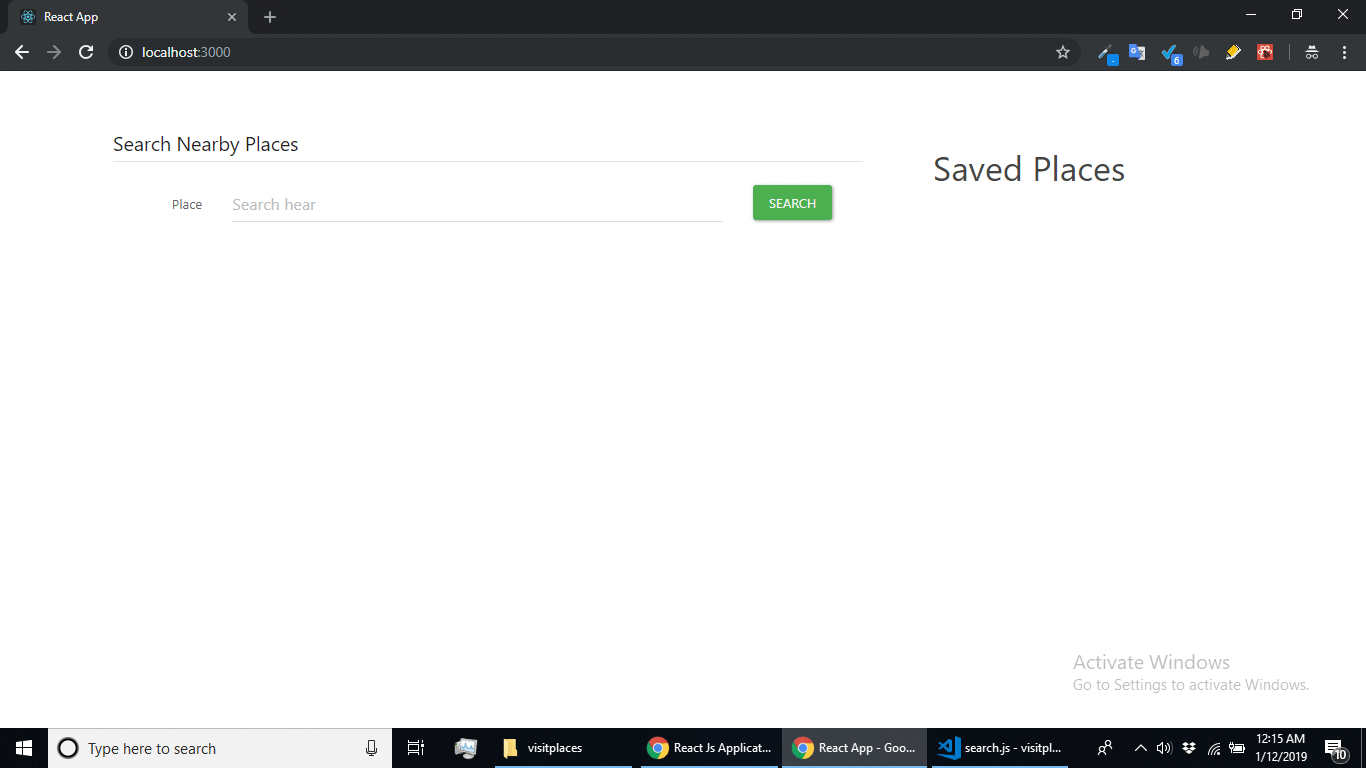 React App
localhost:3000
6
Search Nearby Places
Saved Places
Place
Search hear
SEARCH
Activate Windows
Go to Settings to activate Windows.
Type here to search
visitplaces
React Js Applicat...
React App - Goo...
search.js - visitpl...
12:15 AM
1/12/2019
10